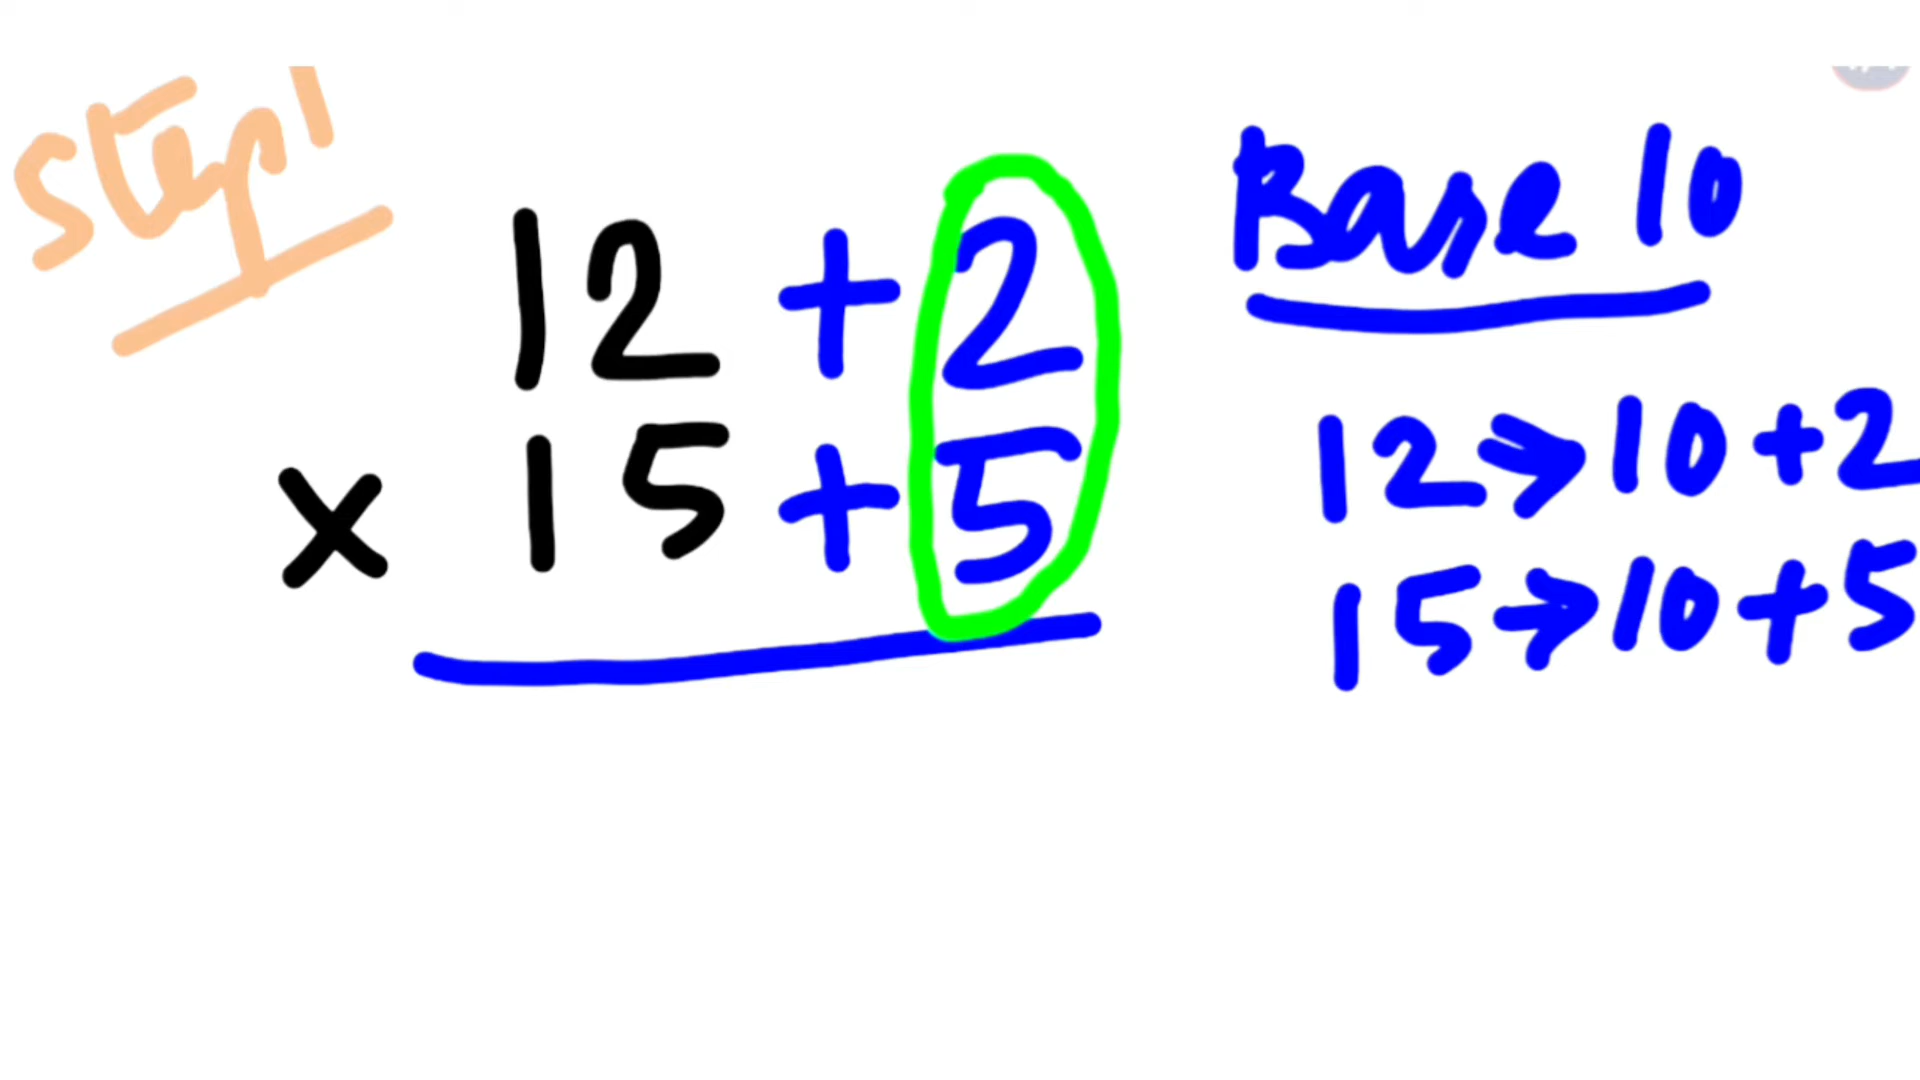 Step 1
Base 10
12 + 2
x 15 + 5
12 → 10 + 2
15 → 10 + 5